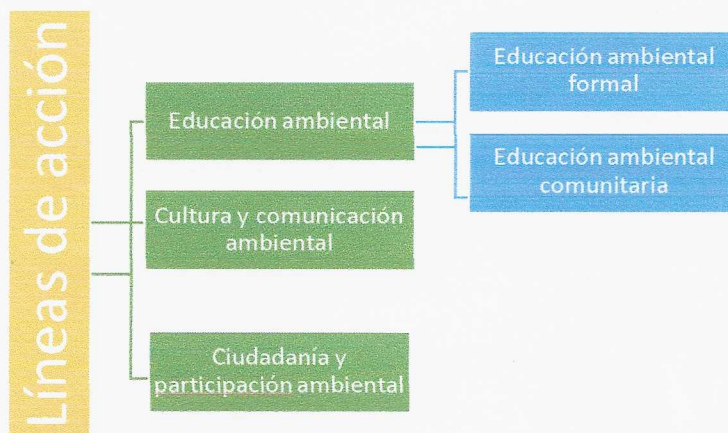 Líneas de acción
Educación ambiental
Cultura y comunicación
ambiental
Ciudadanía y
participación ambiental
Educación ambiental
formal
Educación ambiental
comunitaria